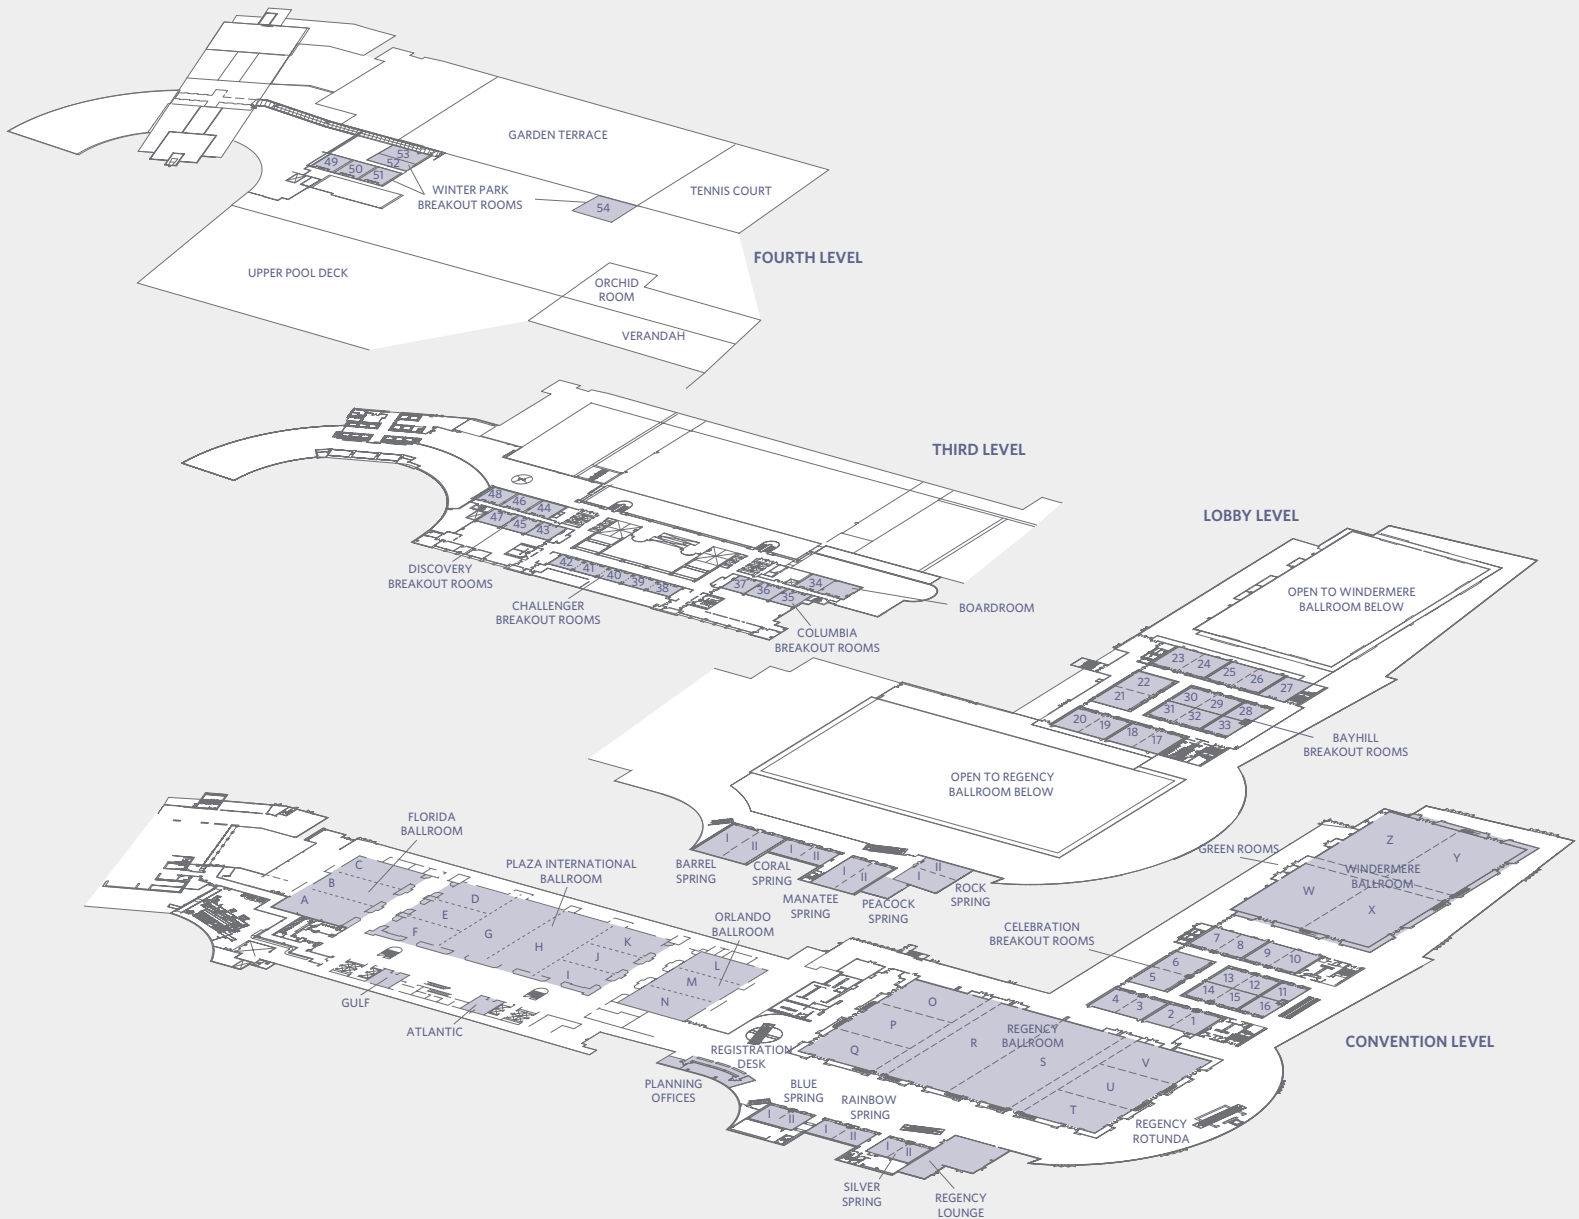 GARDEN TERRACE
53
49
52
50
51
WINTER PARK
BREAKOUT ROOMS
TENNIS COURT
54
FOURTH LEVEL
UPPER POOL DECK
ORCHID
ROOM
VERANDAH
THIRD LEVEL
48
46
44
47
45
43
DISCOVERY
BREAKOUT ROOMS
42
41
40
39
38
CHALLENGER
BREAKOUT ROOMS
37
36
35
34
BOARDROOM
COLUMBIA
BREAKOUT ROOMS
LOBBY LEVEL
OPEN TO WINDERMERE
BALLROOM BELOW
23
24
25
26
27
22
21
30
29
28
31
32
33
20
19
18
17
BAYHILL
BREAKOUT ROOMS
OPEN TO REGENCY
BALLROOM BELOW
I
II
BARREL
SPRING
I
II
CORAL
SPRING
I
II
MANATEE
SPRING
PEACOCK
SPRING
I
II
ROCK
SPRING
FLORIDA
BALLROOM
C
B
A
PLAZA INTERNATIONAL
BALLROOM
D
E
F
G
H
K
J
I
ORLANDO
BALLROOM
L
M
N
GULF
ATLANTIC
GREEN ROOMS
Z
Y
WINDERMERE
BALLROOM
W
X
CELEBRATION
BREAKOUT ROOMS
7
8
9
10
6
5
13
12
11
14
15
16
4
3
2
1
CONVENTION LEVEL
O
P
Q
R
REGENCY
BALLROOM
S
V
U
T
REGISTRATION
DESK
PLANNING
OFFICES
BLUE
SPRING
I
II
RAINBOW
SPRING
I
II
I
II
SILVER
SPRING
REGENCY
LOUNGE
REGENCY
ROTUNDA